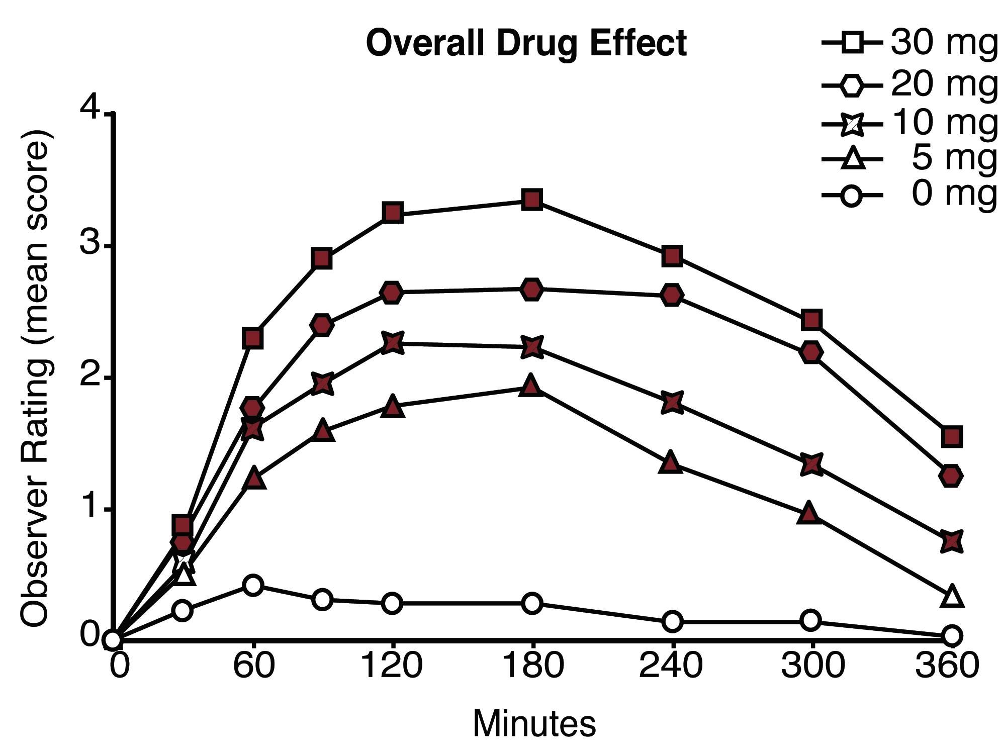 Overall Drug Effect
30 mg
20 mg
10 mg
5 mg
0 mg
Observer Rating (mean score)
4
3
2
1
0
0 60 120 180 240 300 360
Minutes